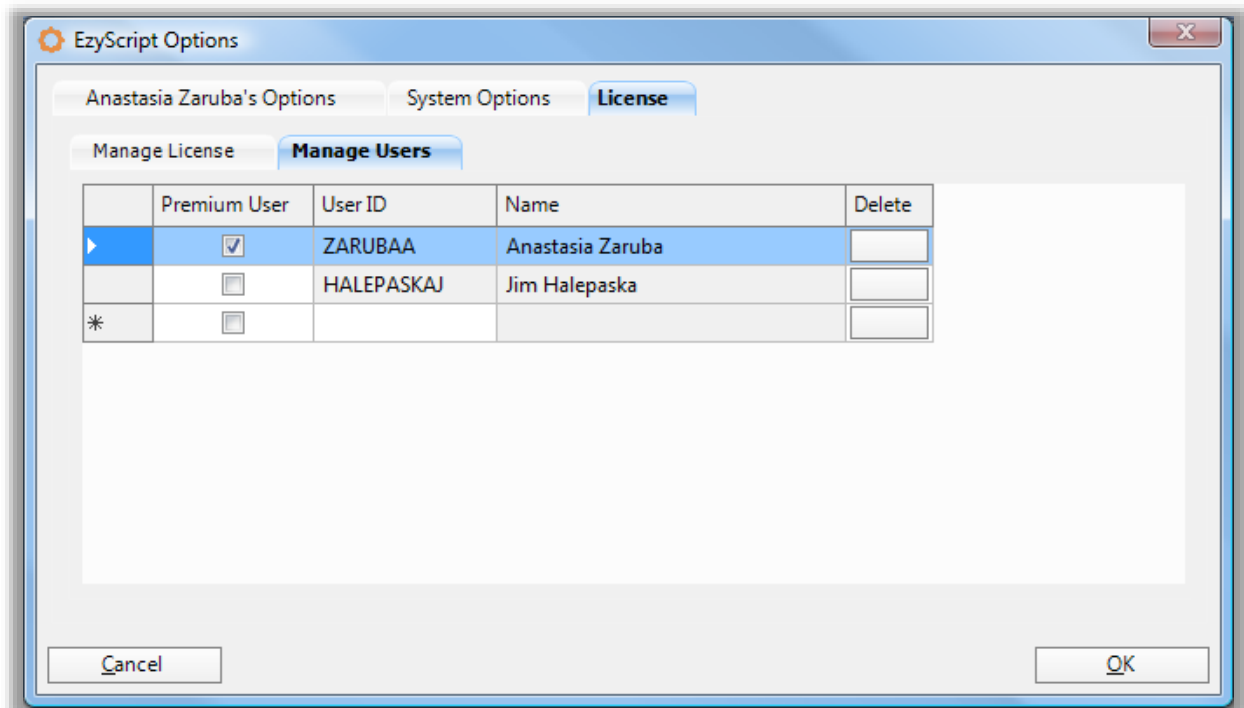 EzyScript Options
Anastasia Zaruba's Options System Options License
Manage License Manage Users
Premium User User ID Name Delete
ZARUBAA Anastasia Zaruba
HALEPASKAJ Jim Halepaska
*
Cancel OK